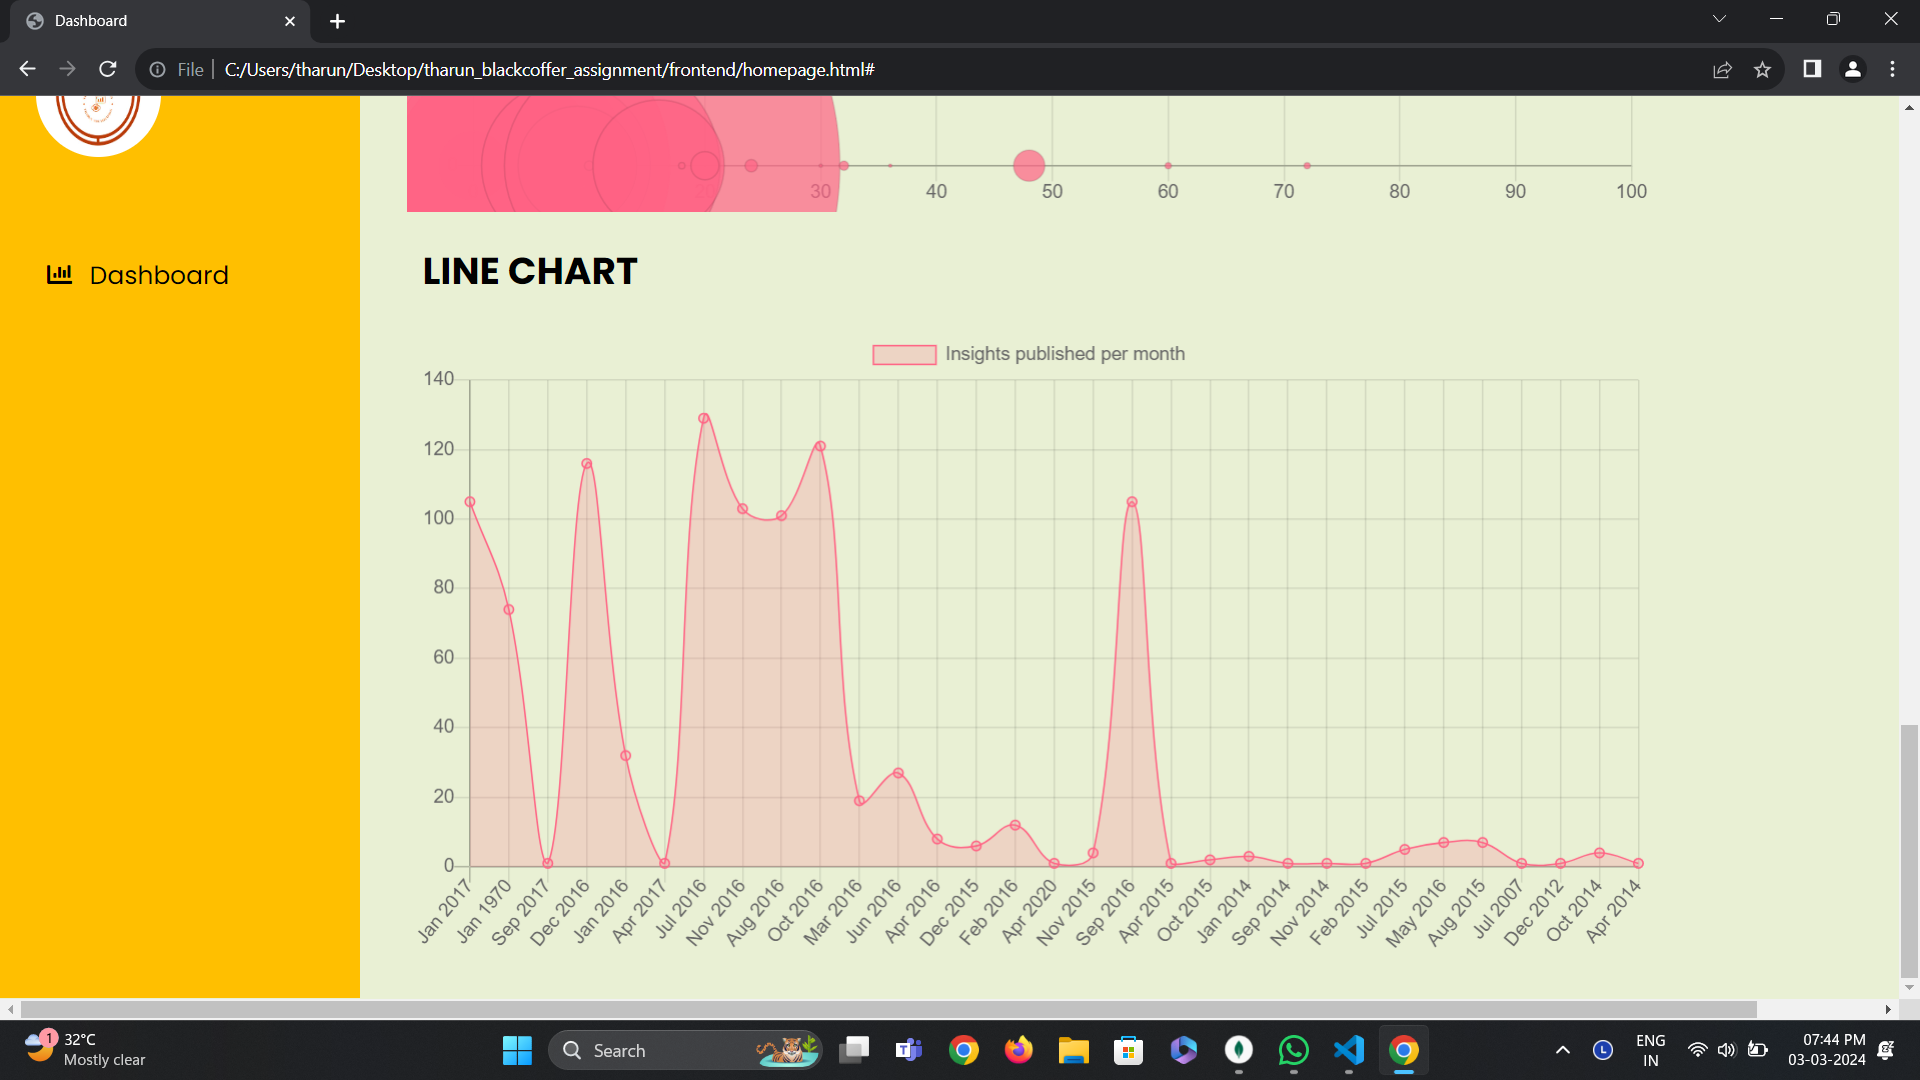 Dashboard
File
C:/Users/tharun/Desktop/tharun_blackcoffer_assignment/frontend/homepage.html#
30 40 50 60 70 80 90 100
Dashboard
LINE CHART
Insights published per month
140
120
100
80
60
40
20
0
Jan 2017
Jan 1970
Sep 2017
Dec 2016
Jan 2016
Apr 2017
Jul 2016
Nov 2016
Aug 2016
Oct 2016
Mar 2016
Jun 2016
Apr 2016
Dec 2015
Feb 2016
Apr 2020
Nov 2015
Sep 2016
Apr 2015
Oct 2015
Jan 2014
Sep 2014
Nov 2014
Feb 2015
Jul 2015
May 2016
Aug 2015
Jul 2007
Dec 2012
Oct 2014
Apr 2014
1
32°C
Mostly clear
Search
L
ENG
IN
07:44 PM
03-03-2024